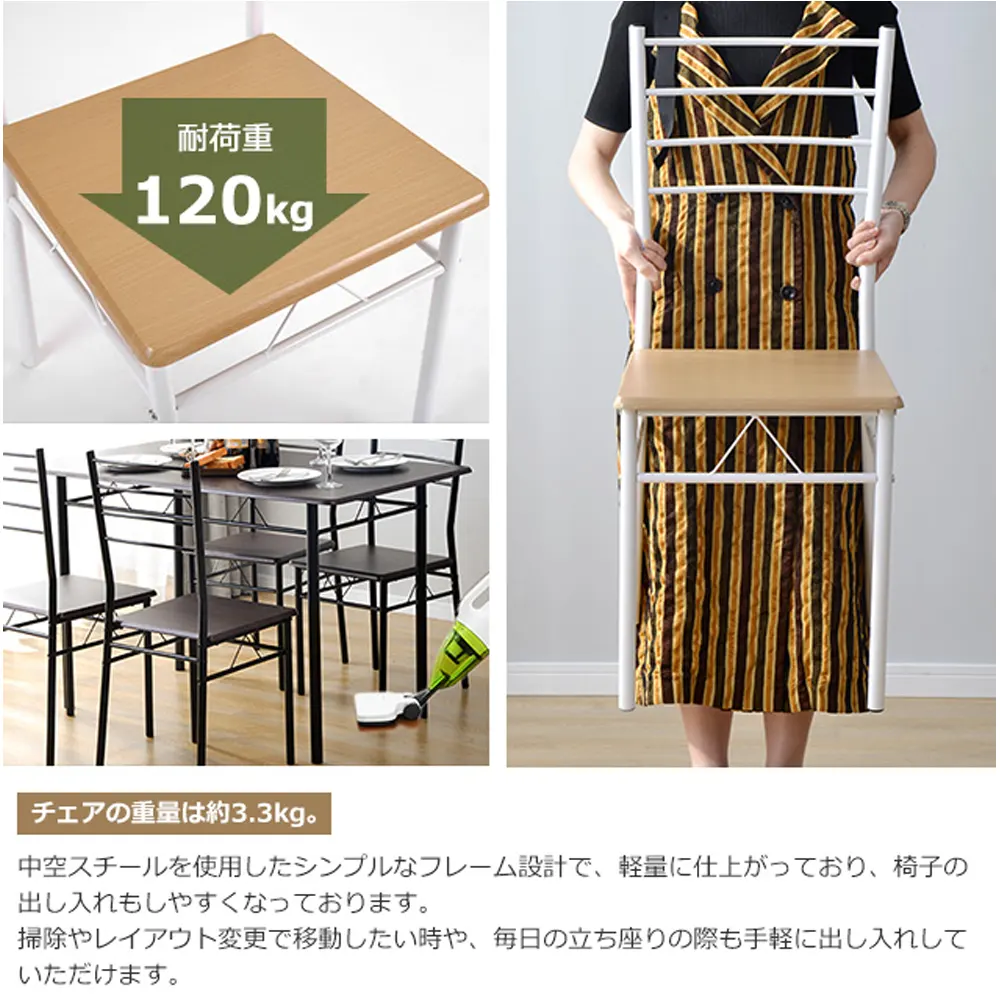 耐荷重
120kg
チェアの重量は約3.3kg。
中空スチールを使用したシンプルなフレーム設計で、軽量に仕上がっており、椅子の
出し入れもしやすくなっております。
掃除やレイアウト変更で移動したい時や、毎日の立ち座りの際も手軽に出し入れして
いただけます。